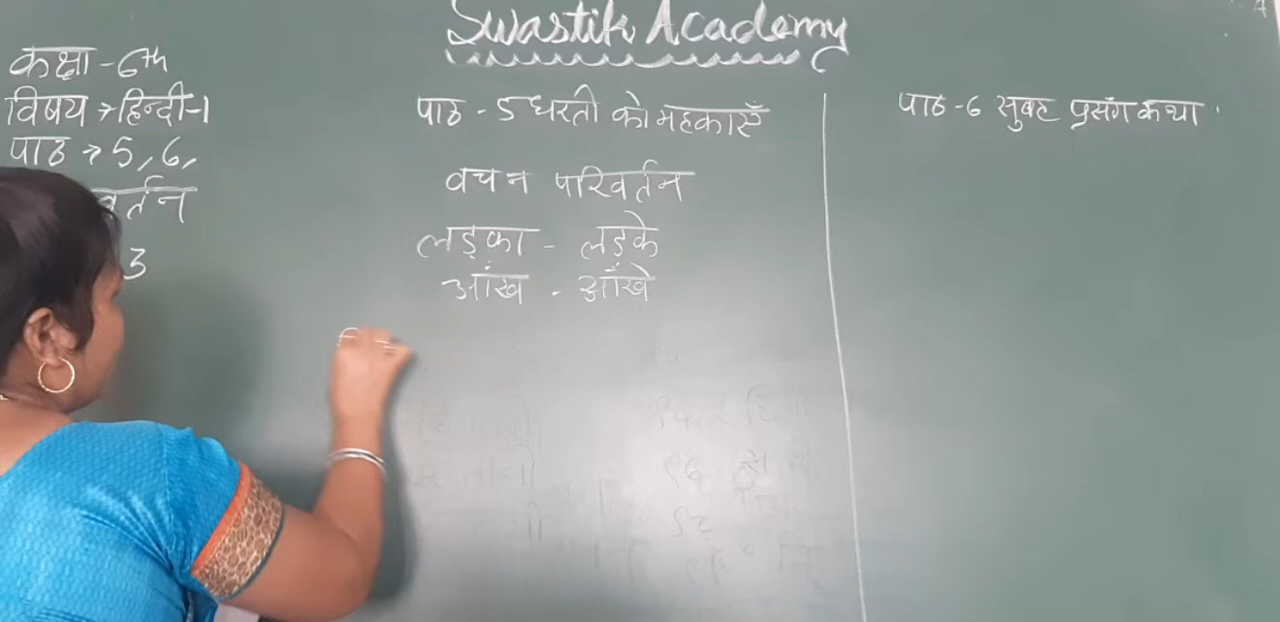 Swastik Academy
कक्षा - 6th
विषय → हिन्दी-1
पाठ → 5, 6,
वर्तन
3
पाठ - 5 धरती को महकाएँ
वचन परिवर्तन
लड़का - लड़के
आंख - आँखे
पाठ - 6 सुबह प्रसंग कथा